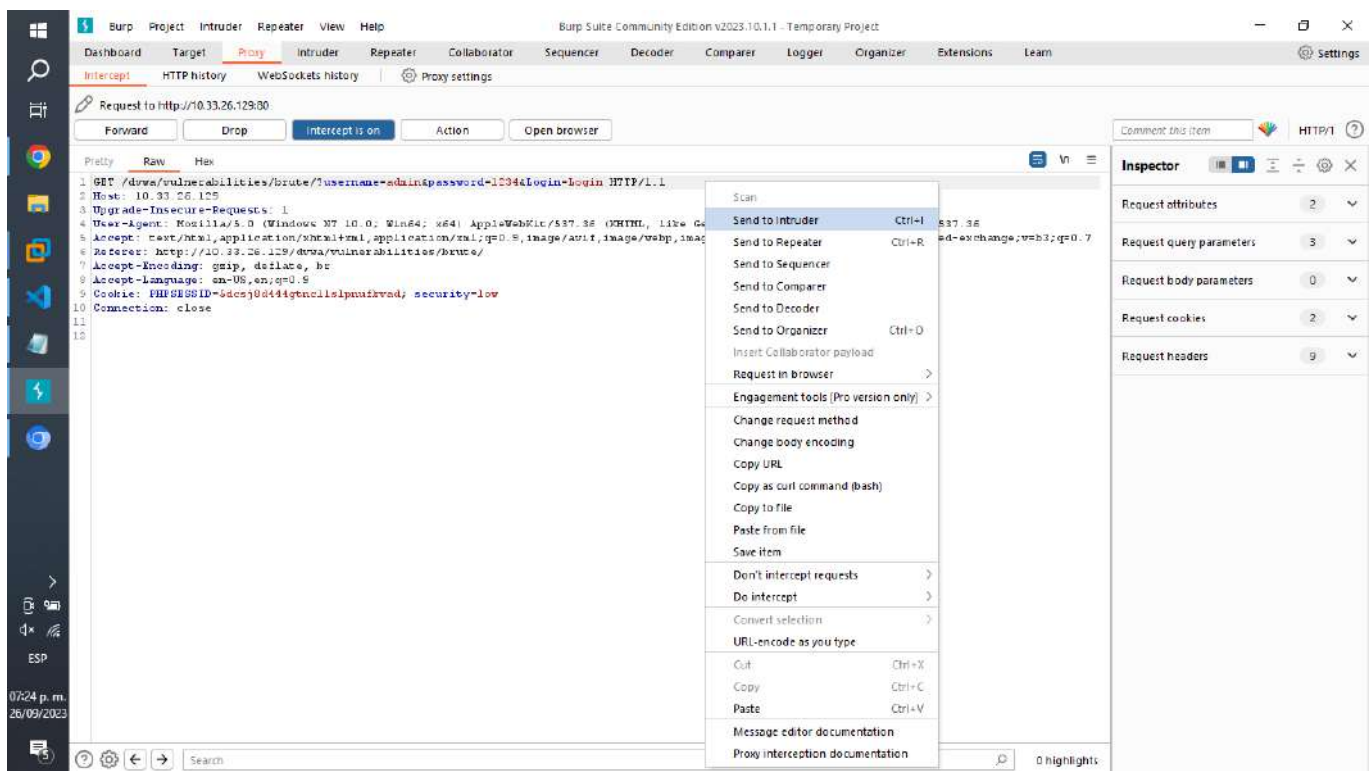 Burp Project Intruder Repeater View Help Burp Suite Community Edition v2023.10.1.1 - Temporary Project
Dashboard Target Proxy Intruder Repeater Collaborator Sequencer Decoder Comparer Logger Organizer Extensions Learn Settings
Intercept HTTP history WebSockets history Proxy settings
Request to http://10.33.26.129:80
Forward Drop Intercept is on Action Open browser Comment this item HTTP/1
Pretty Raw Hex \n Inspector
1 GET /dvwa/vulnerabilities/brute/?username=admin&password=1234&Login=Login HTTP/1.1
2 Host: 10.33.26.129
3 Upgrade-Insecure-Requests: 1
4 User-Agent: Mozilla/5.0 (Windows NT 10.0; Win64; x64) AppleWebKit/537.36 (KHTML, like Ge 537.36
5 Accept: text/html,application/xhtml+xml,application/xml;q=0.9,image/avif,image/webp,imag ed-exchange;v=b3;q=0.7
6 Referer: http://10.33.26.129/dvwa/vulnerabilities/brute/
7 Accept-Encoding: gzip, deflate, br
8 Accept-Language: en-US,en;q=0.9
9 Cookie: security=low
10 Connection: close
11
12
Scan
Send to Intruder Ctrl+I
Send to Repeater Ctrl+R
Send to Sequencer
Send to Comparer
Send to Decoder
Send to Organizer Ctrl+O
Insert Collaborator payload
Request in browser
Engagement tools [Pro version only]
Change request method
Change body encoding
Copy URL
Copy as curl command (bash)
Copy to file
Paste from file
Save item
Don't intercept requests
Do intercept
Convert selection
URL-encode as you type
Cut Ctrl+X
Copy Ctrl+C
Paste Ctrl+V
Message editor documentation
Proxy interception documentation
Request attributes 2
Request query parameters 3
Request body parameters 0
Request cookies 2
Request headers 9
ESP
07:24 p. m.
26/09/2023
5
Search 0 highlights